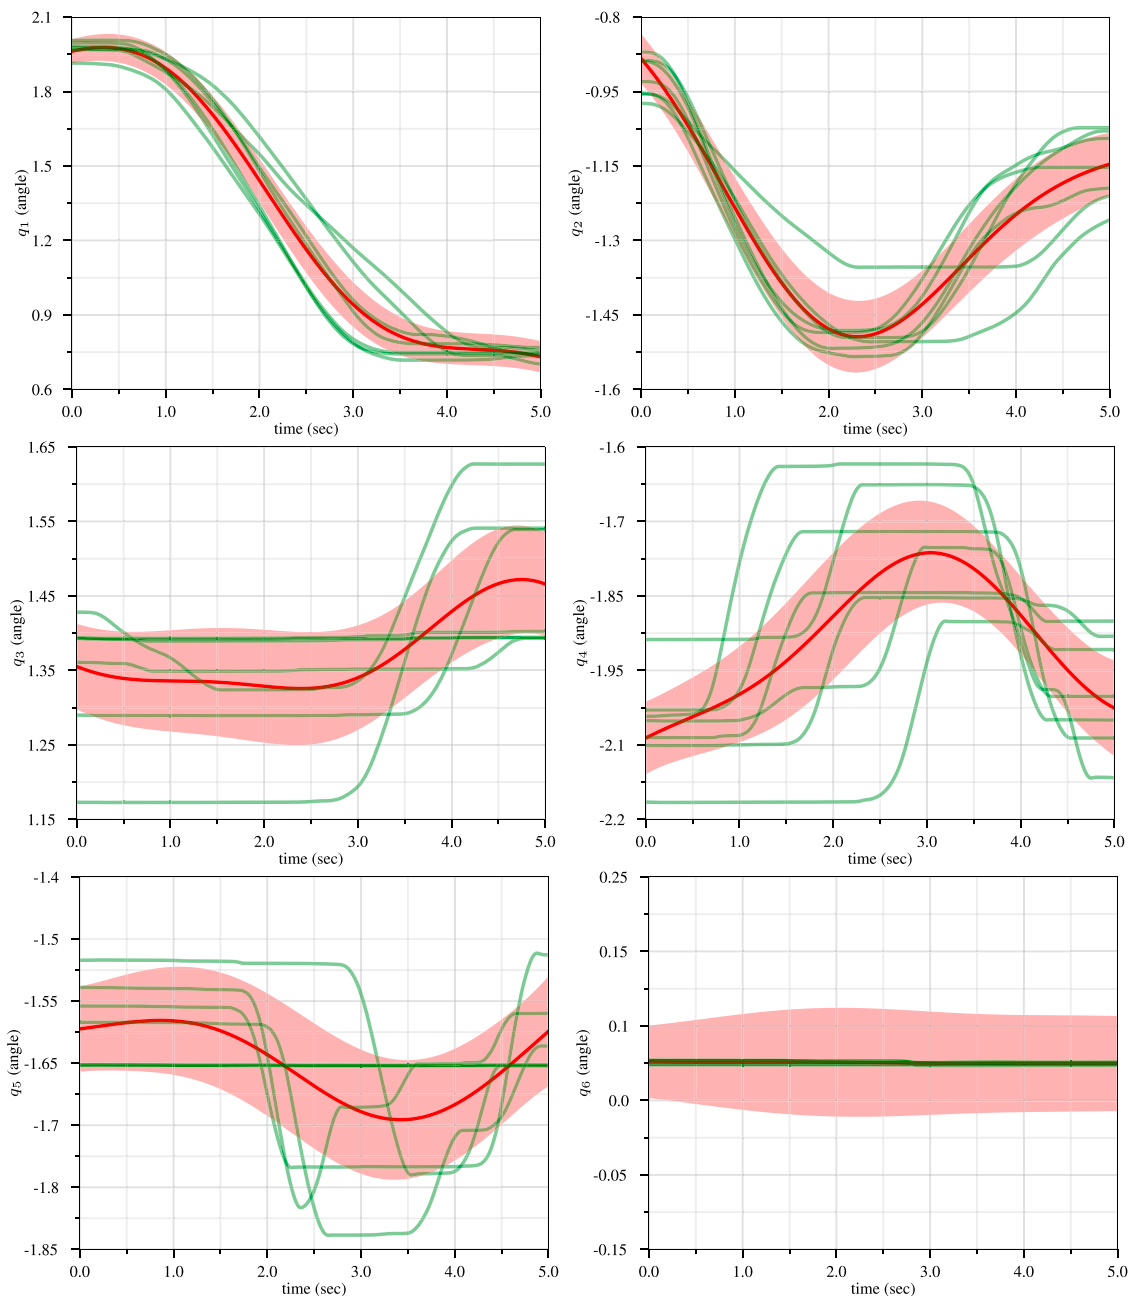 2.1
1.8
1.5
1.2
0.9
0.6
q1 (angle)
0.0 1.0 2.0 3.0 4.0 5.0
time (sec)
-0.8
-0.95
-1.15
-1.3
-1.45
-1.6
q2 (angle)
0.0 1.0 2.0 3.0 4.0 5.0
time (sec)
1.65
1.55
1.45
1.35
1.25
1.15
q3 (angle)
0.0 1.0 2.0 3.0 4.0 5.0
time (sec)
-1.6
-1.7
-1.85
-1.95
-2.1
-2.2
q4 (angle)
0.0 1.0 2.0 3.0 4.0 5.0
time (sec)
-1.4
-1.5
-1.55
-1.65
-1.7
-1.8
-1.85
q5 (angle)
0.0 1.0 2.0 3.0 4.0 5.0
time (sec)
0.25
0.15
0.1
0.0
-0.05
-0.15
q6 (angle)
0.0 1.0 2.0 3.0 4.0 5.0
time (sec)